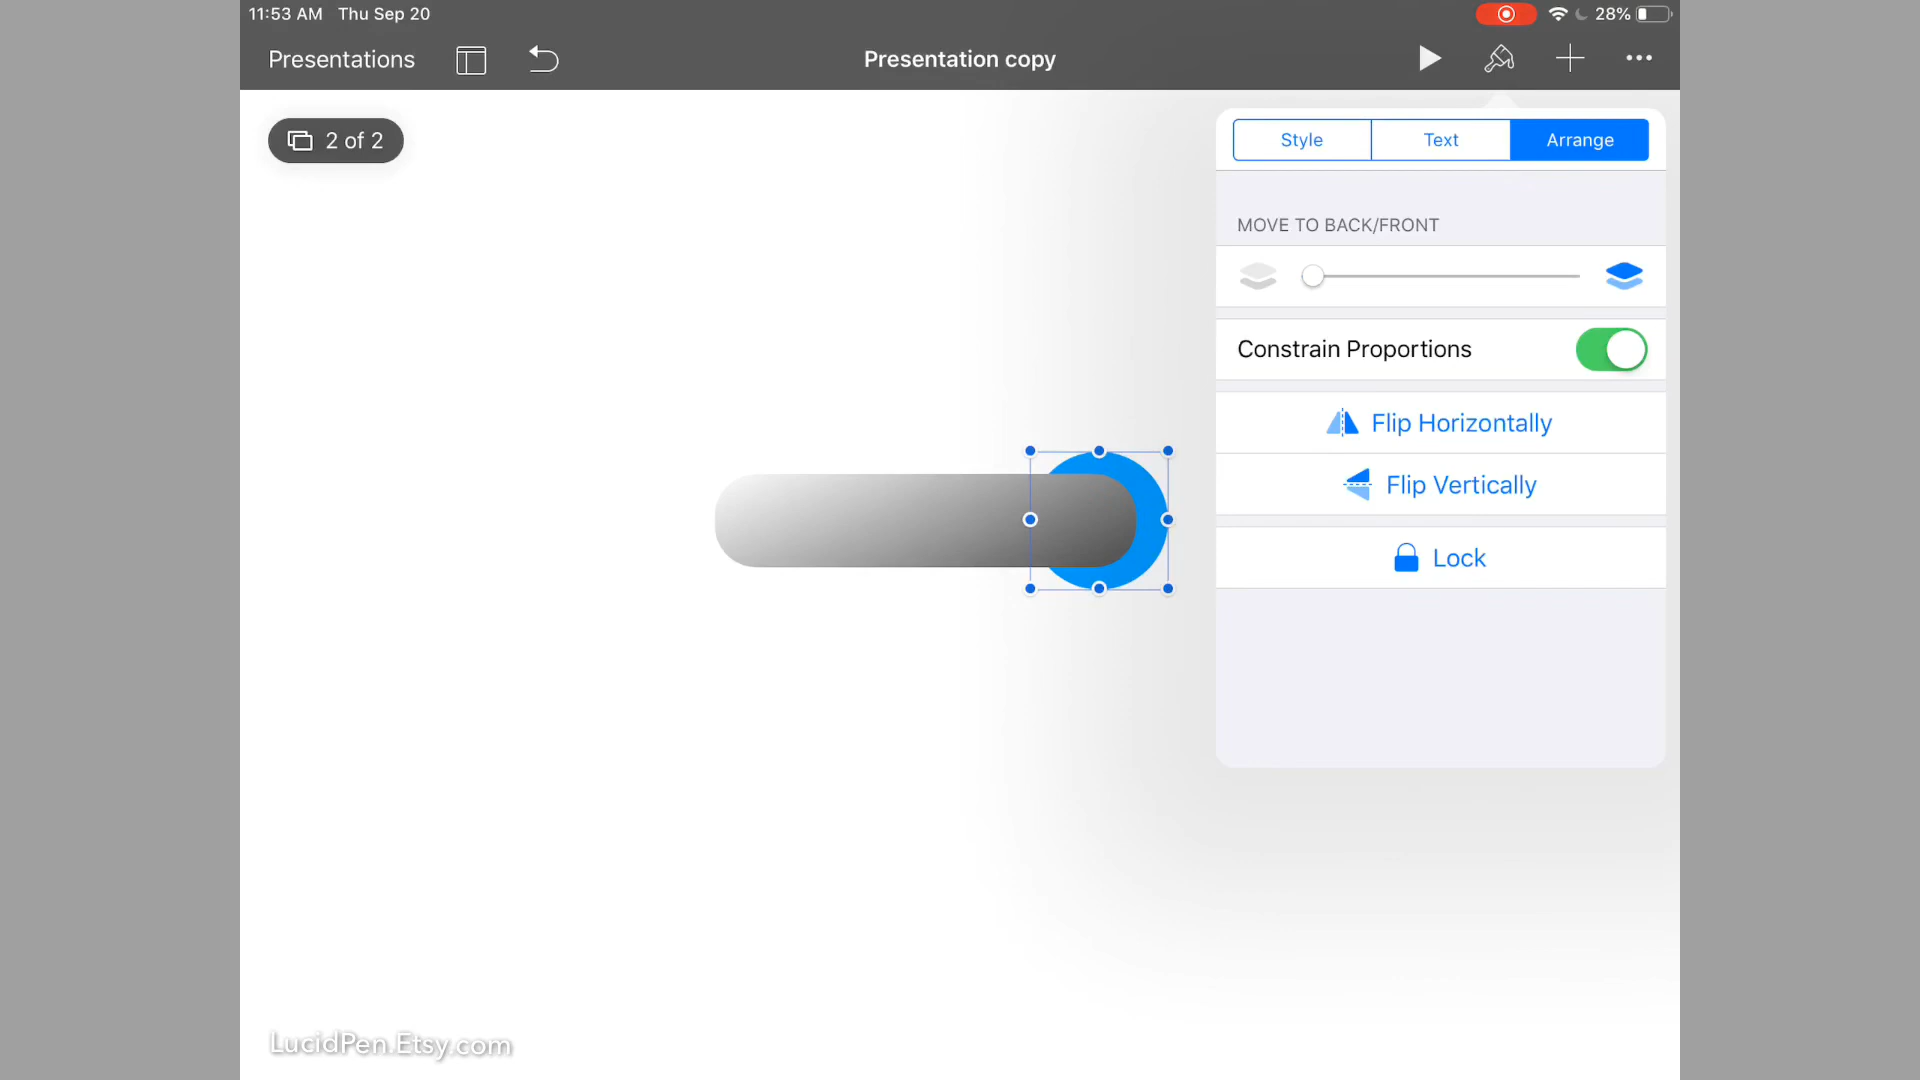 11:53 AM Thu Sep 20
28%
Presentations
Presentation copy
2 of 2
Style
Text
Arrange
MOVE TO BACK/FRONT
Constrain Proportions
Flip Horizontally
Flip Vertically
Lock
LucidPen.Etsy.com